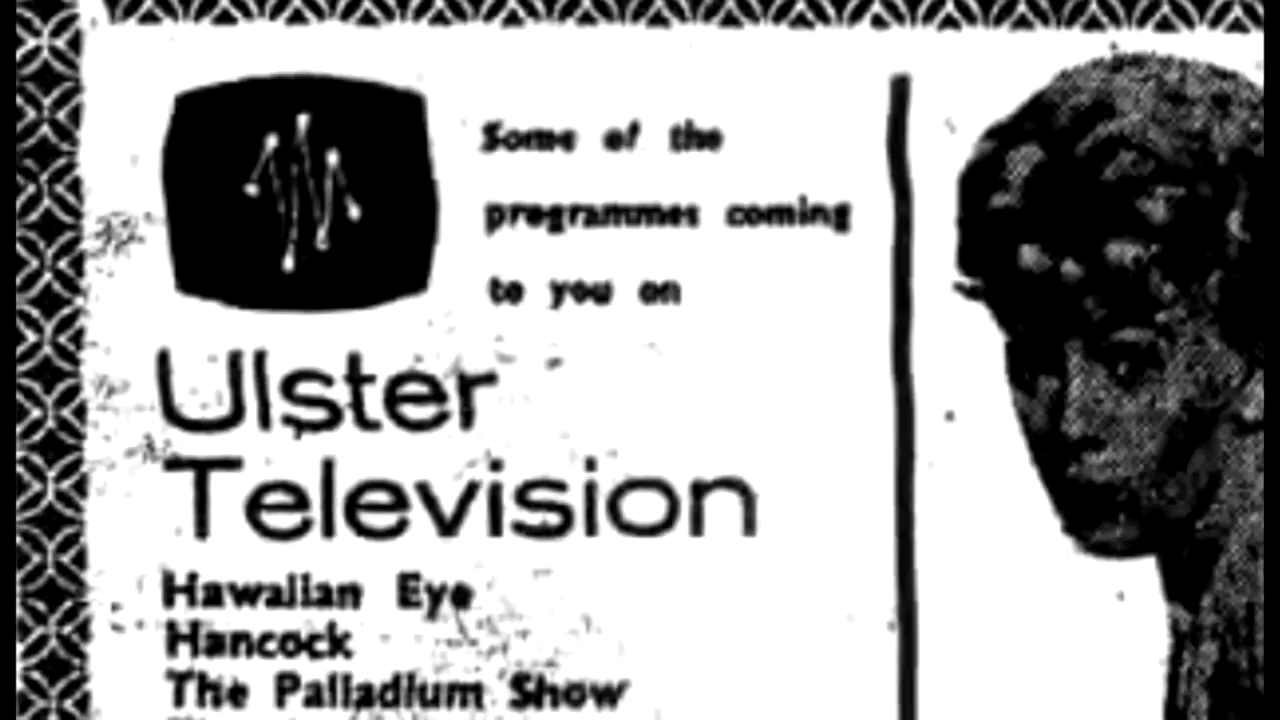 Some of the
programmes coming
to you on
Ulster
Television
Hawaiian Eye
Hancock
The Palladium Show